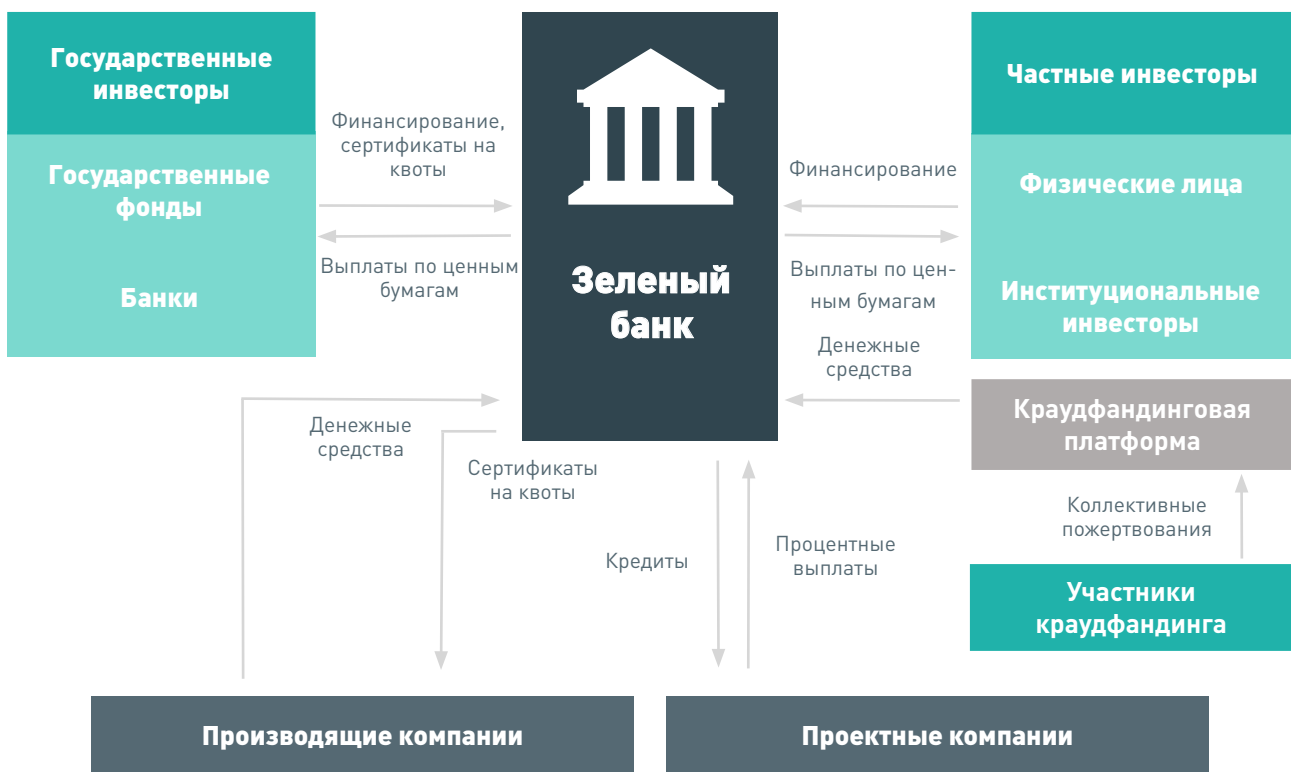 Государственные
инвесторы
Государственные
фонды
Банки
Финансирование,
сертификаты на
квоты
Выплаты по ценным
бумагам
Зеленый
банк
Финансирование
Выплаты по цен-
ным бумагам
Частные инвесторы
Физические лица
Институциональные
инвесторы
Денежные
средства
Краудфандинговая
платформа
Коллективные
пожертвования
Участники
краудфандинга
Денежные
средства
Сертификаты
на квоты
Кредиты
Процентные
выплаты
Производящие компании
Проектные компании